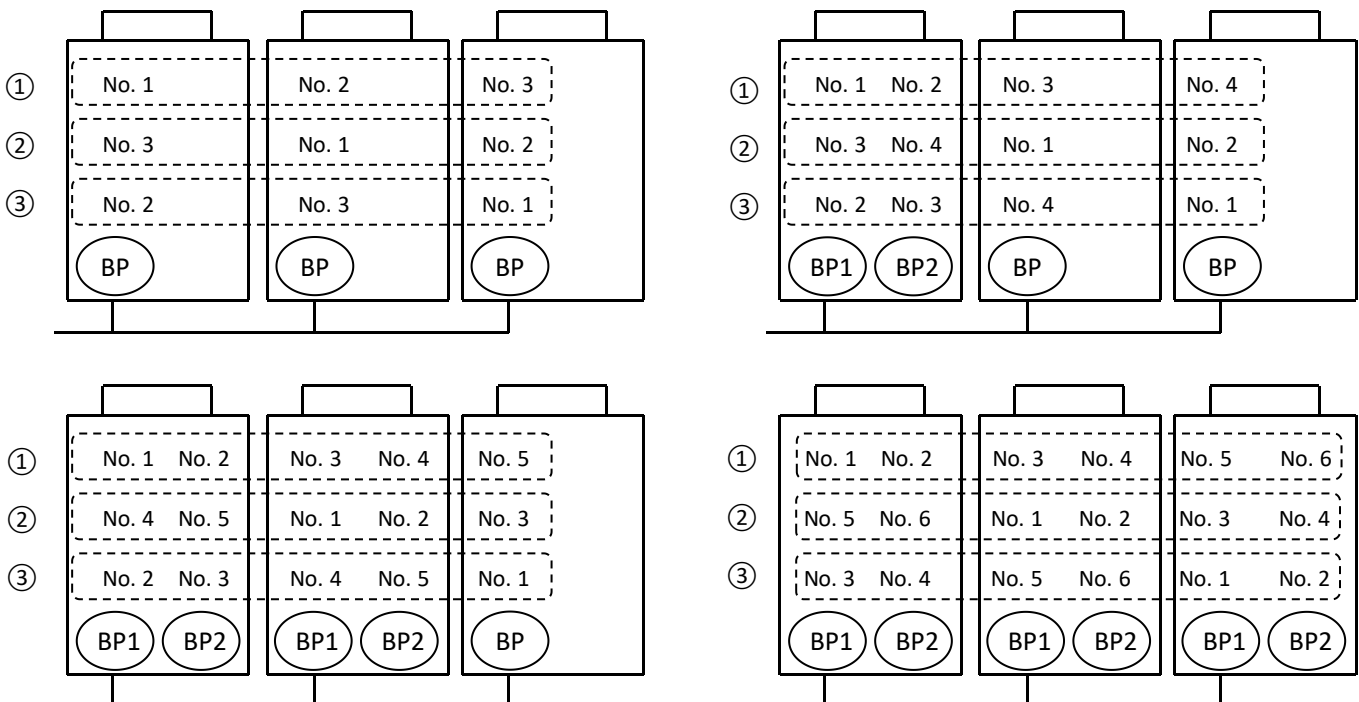 ① No. 1 No. 2 No. 3
② No. 3 No. 1 No. 2
③ No. 2 No. 3 No. 1
BP BP BP
① No. 1 No. 2 No. 3 No. 4
② No. 3 No. 4 No. 1 No. 2
③ No. 2 No. 3 No. 4 No. 1
BP1 BP2 BP BP
① No. 1 No. 2 No. 3 No. 4 No. 5
② No. 4 No. 5 No. 1 No. 2 No. 3
③ No. 2 No. 3 No. 4 No. 5 No. 1
BP1 BP2 BP1 BP2 BP
① No. 1 No. 2 No. 3 No. 4 No. 5 No. 6
② No. 5 No. 6 No. 1 No. 2 No. 3 No. 4
③ No. 3 No. 4 No. 5 No. 6 No. 1 No. 2
BP1 BP2 BP1 BP2 BP1 BP2